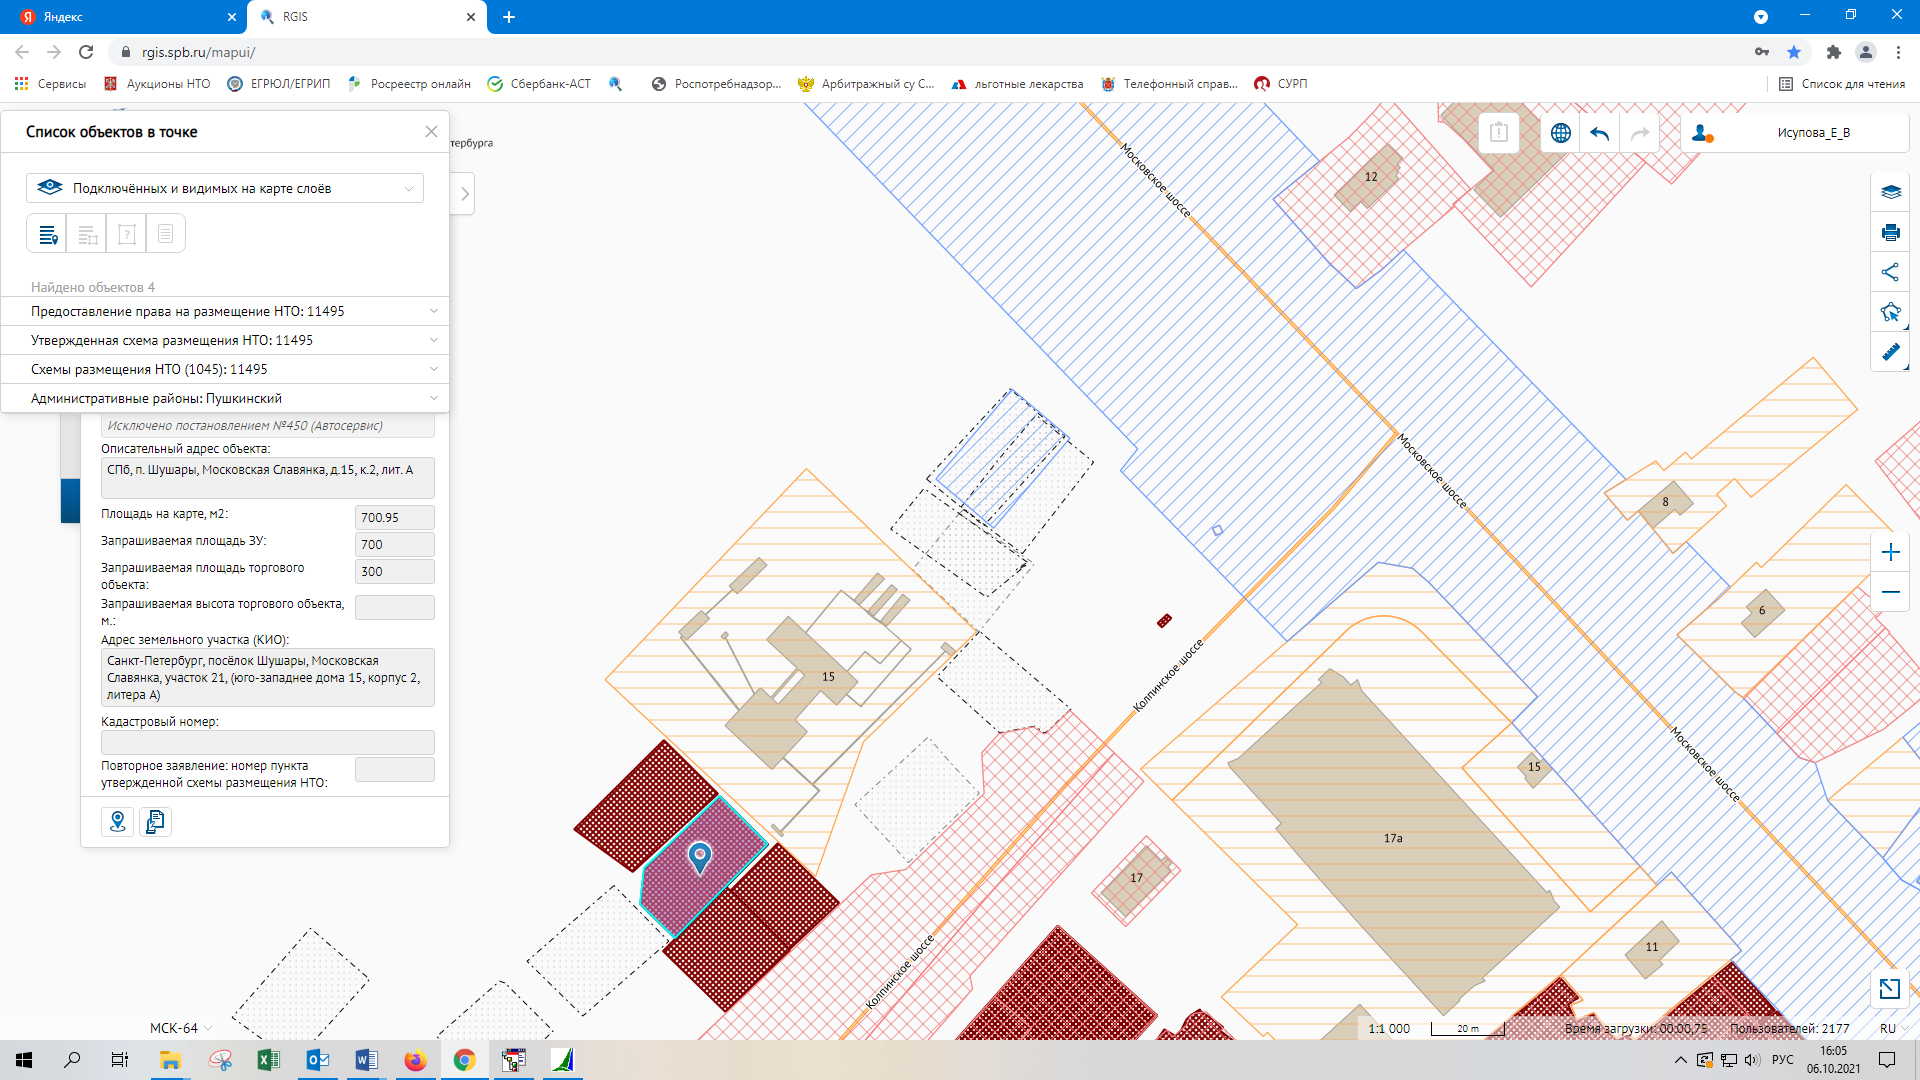 Яндекс
RGIS
rgis.spb.ru/mapui/
Сервисы
Аукционы НТО
ЕГРЮЛ/ЕГРИП
Росреестр онлайн
Сбербанк-АСТ
Роспотребнадзор...
Арбитражный су С...
льготные лекарства
Телефонный справ...
СУРП
Список для чтения
Список объектов в точке
тербурга
Исупова_Е_В
Подключённых и видимых на карте слоёв
Найдено объектов 4
Предоставление права на размещение НТО: 11495
Утвержденная схема размещения НТО: 11495
Схемы размещения НТО (1045): 11495
Административные районы: Пушкинский
Исключено постановлением №450 (Автосервис)
Описательный адрес объекта:
СПб, п. Шушары, Московская Славянка, д.15, к.2, лит. А
Площадь на карте, м2:
700.95
Запрашиваемая площадь ЗУ:
700
Запрашиваемая площадь торгового
объекта:
300
Запрашиваемая высота торгового объекта,
м.:
Адрес земельного участка (КИО):
Санкт-Петербург, посёлок Шушары, Московская
Славянка, участок 21, (юго-западнее дома 15, корпус 2,
литера А)
Кадастровый номер:
Повторное заявление: номер пункта
утвержденной схемы размещения НТО:
Московское шоссе
12
Московское шоссе
8
6
15
Колпинское шоссе
Московское шоссе
15
17а
17
11
Колпинское шоссе
МСК-64
1:1 000
20 m
Время загрузки: 00:00,75
Пользователей: 2177
RU
РУС
16:05
06.10.2021